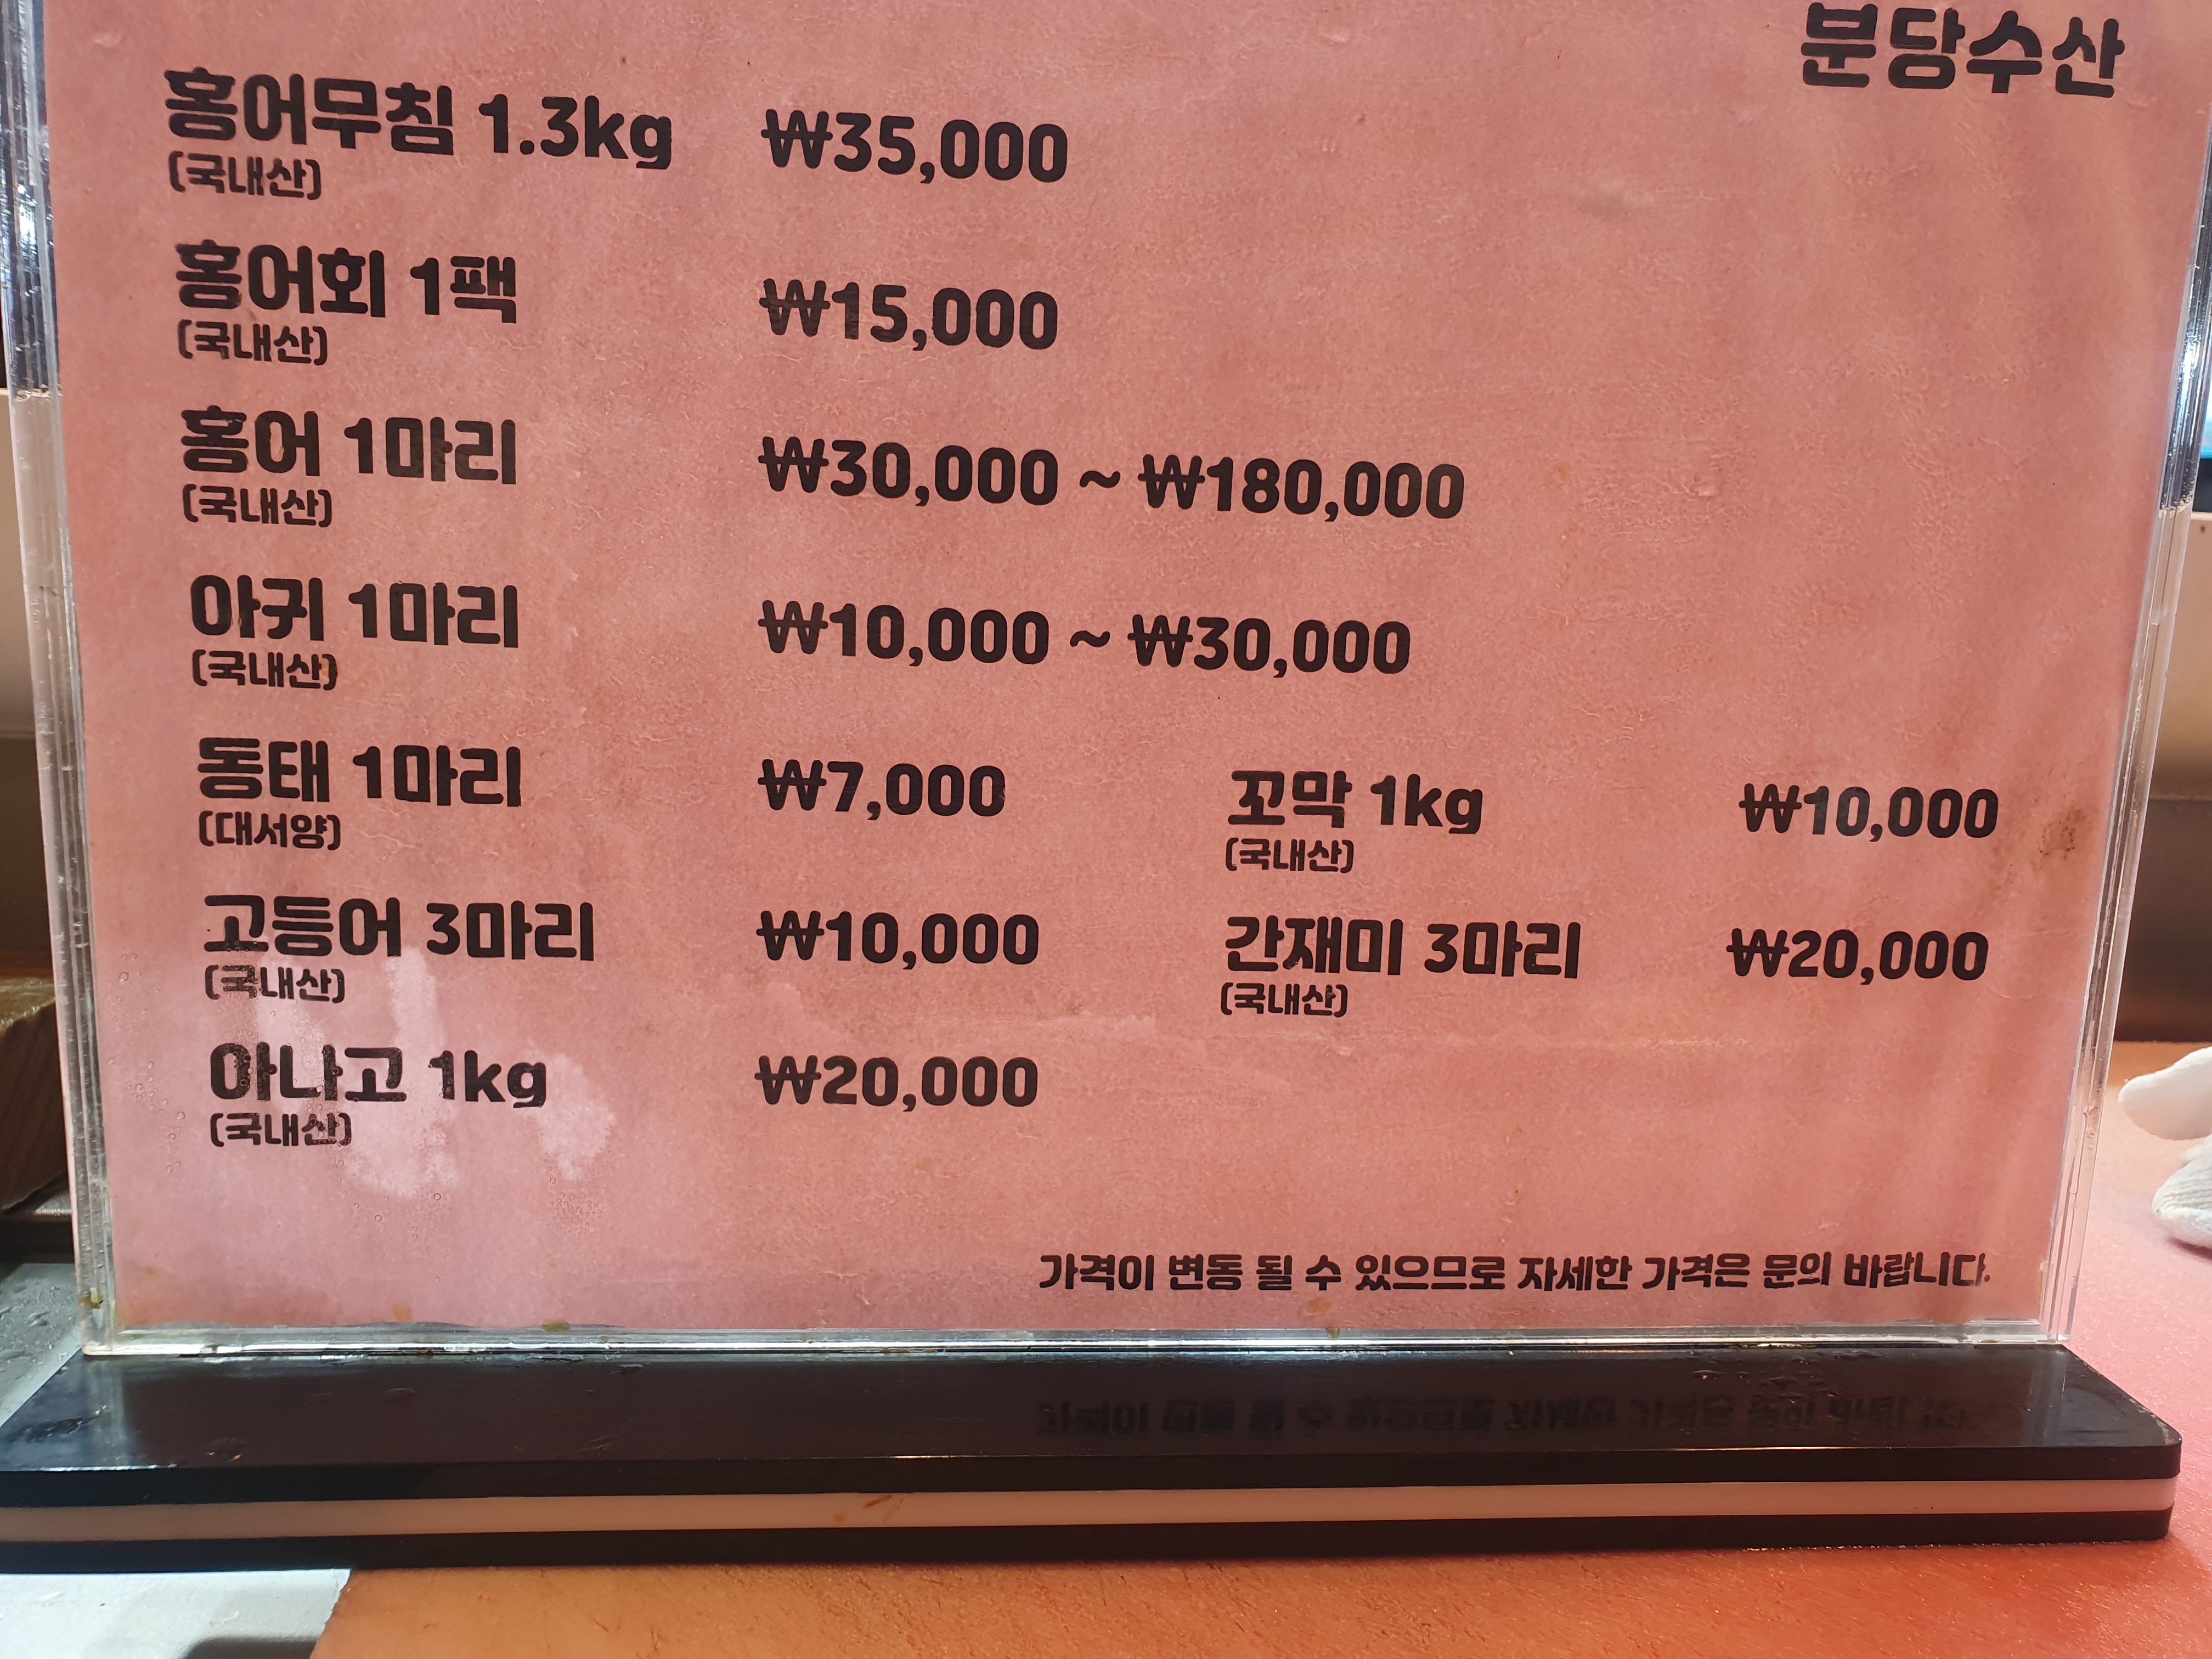 분당수산
홍어무침 1.3kg ₩35,000
(국내산)
홍어회 1팩 ₩15,000
(국내산)
홍어 1마리 ₩30,000 ~ ₩180,000
(국내산)
아귀 1마리 ₩10,000 ~ ₩30,000
(국내산)
동태 1마리 ₩7,000 꼬막 1kg ₩10,000
(대서양) (국내산)
고등어 3마리 ₩10,000 간재미 3마리 ₩20,000
(국내산) (국내산)
아나고 1kg ₩20,000
(국내산)
가격이 변동 될 수 있으므로 자세한 가격은 문의 바랍니다.